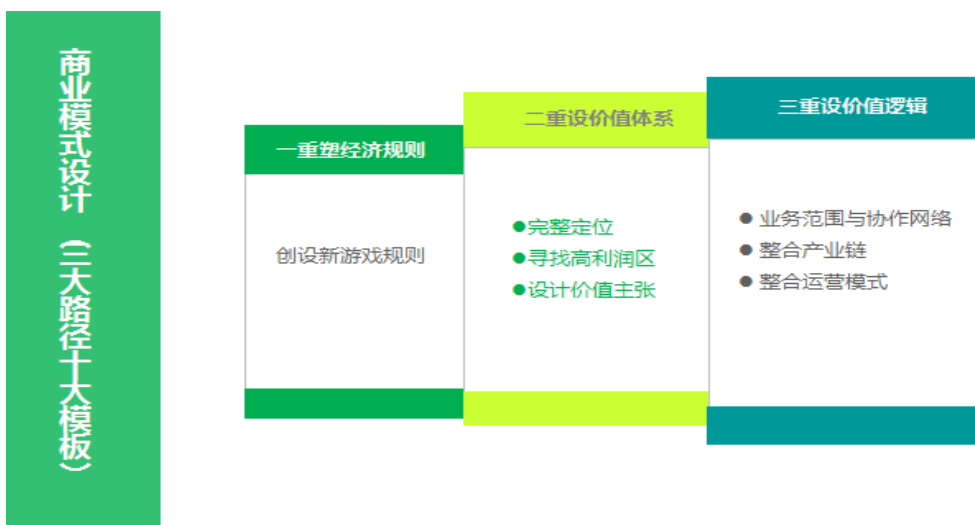 商业模式设计（三大路径十大模板）
一重塑经济规则
创设新游戏规则
二重设价值体系
●完整定位
●寻找高利润区
●设计价值主张
三重设价值逻辑
● 业务范围与协作网络
● 整合产业链
● 整合运营模式